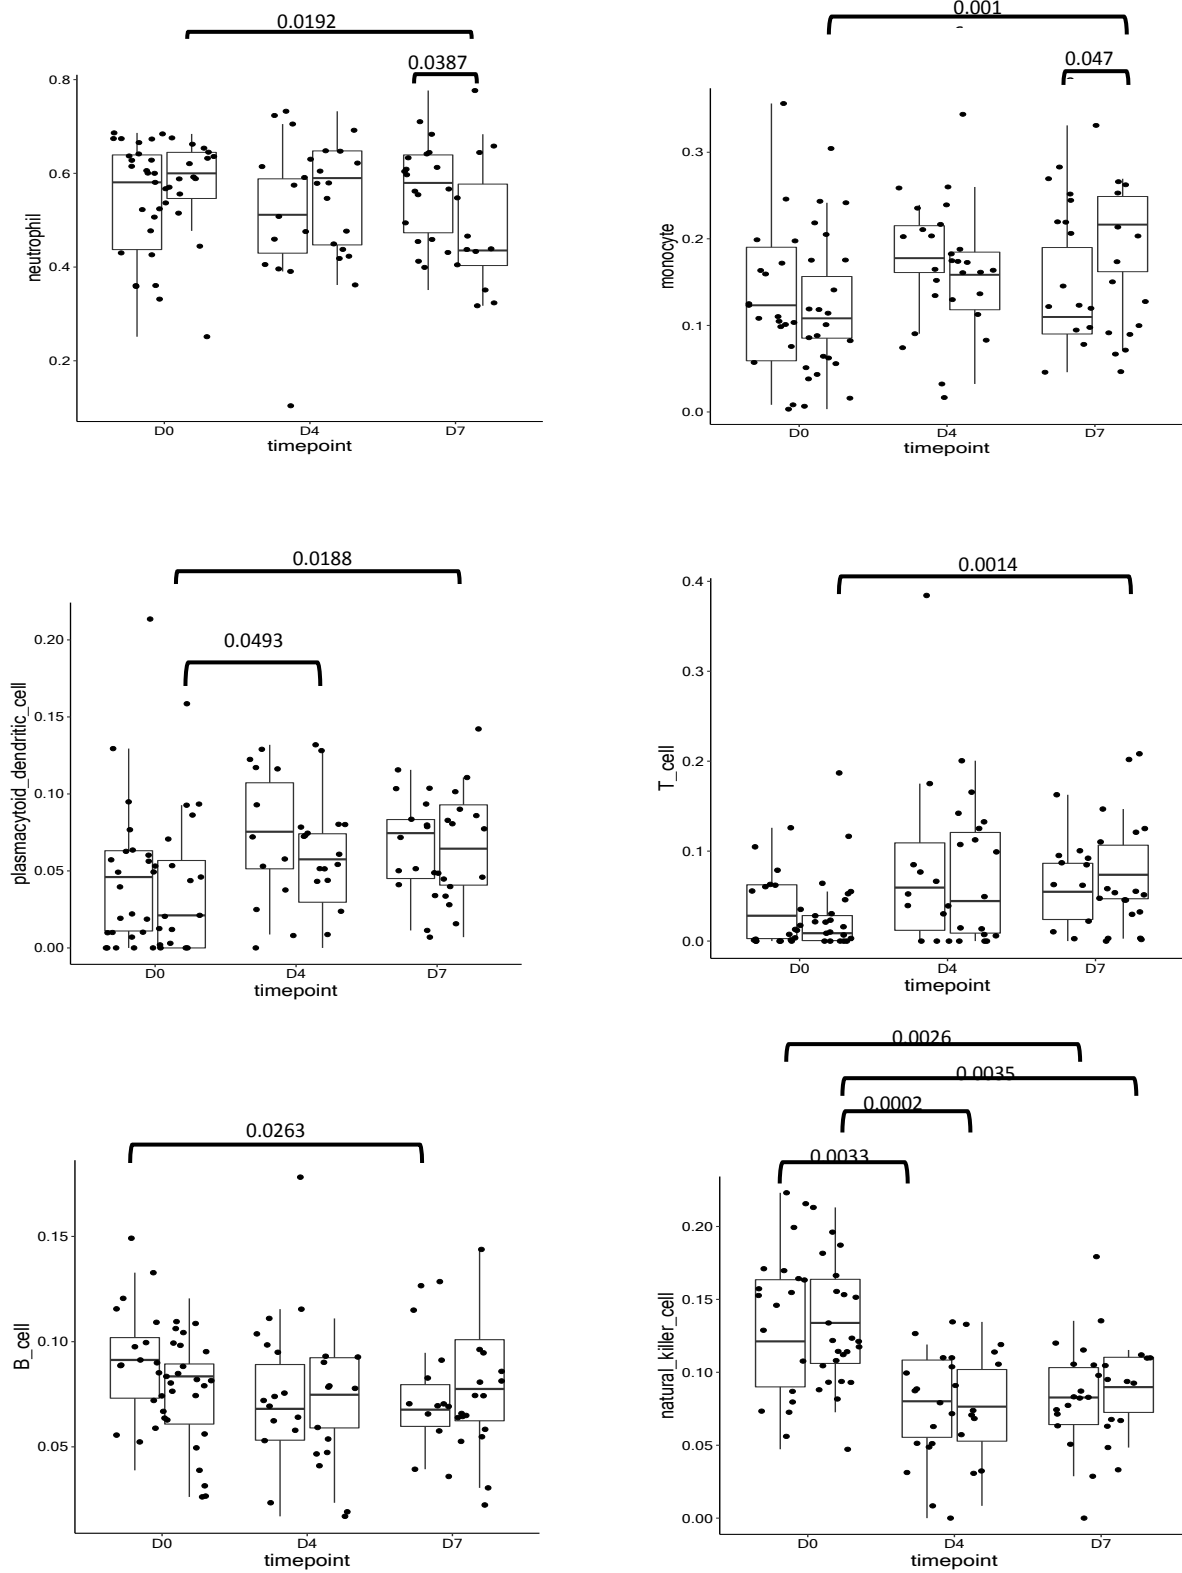 0.0192
0.0387
0.8
0.6
0.4
0.2
neutrophil
D0 D4 D7
timepoint
0.001
0.047
0.3
0.2
0.1
0.0
monocyte
D0 D4 D7
timepoint
0.0188
0.0493
0.20
0.15
0.10
0.05
0.00
plasmacytoid_dendritic_cell
D0 D4 D7
timepoint
0.0014
0.4
0.3
0.2
0.1
0.0
T_cell
D0 D4 D7
timepoint
0.0263
0.15
0.10
0.05
B_cell
D0 D4 D7
timepoint
0.0026
0.0035
0.0002
0.0033
0.20
0.15
0.10
0.05
0.00
natural_killer_cell
D0 D4 D7
timepoint